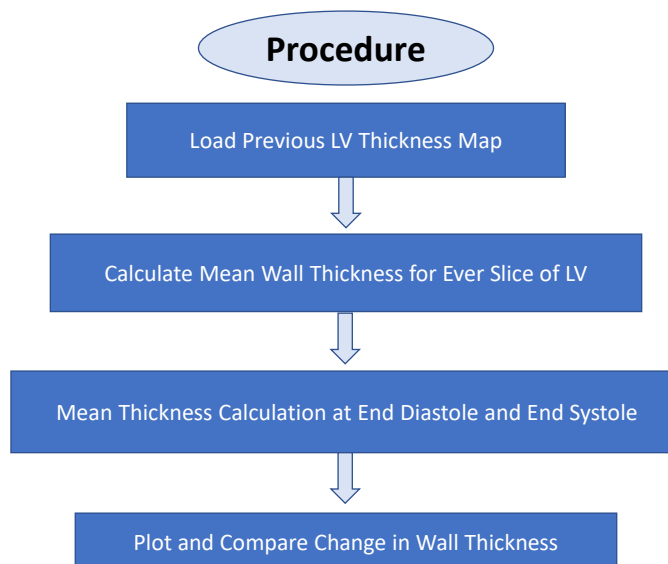 Procedure
Load Previous LV Thickness Map
Calculate Mean Wall Thickness for Ever Slice of LV
Mean Thickness Calculation at End Diastole and End Systole
Plot and Compare Change in Wall Thickness